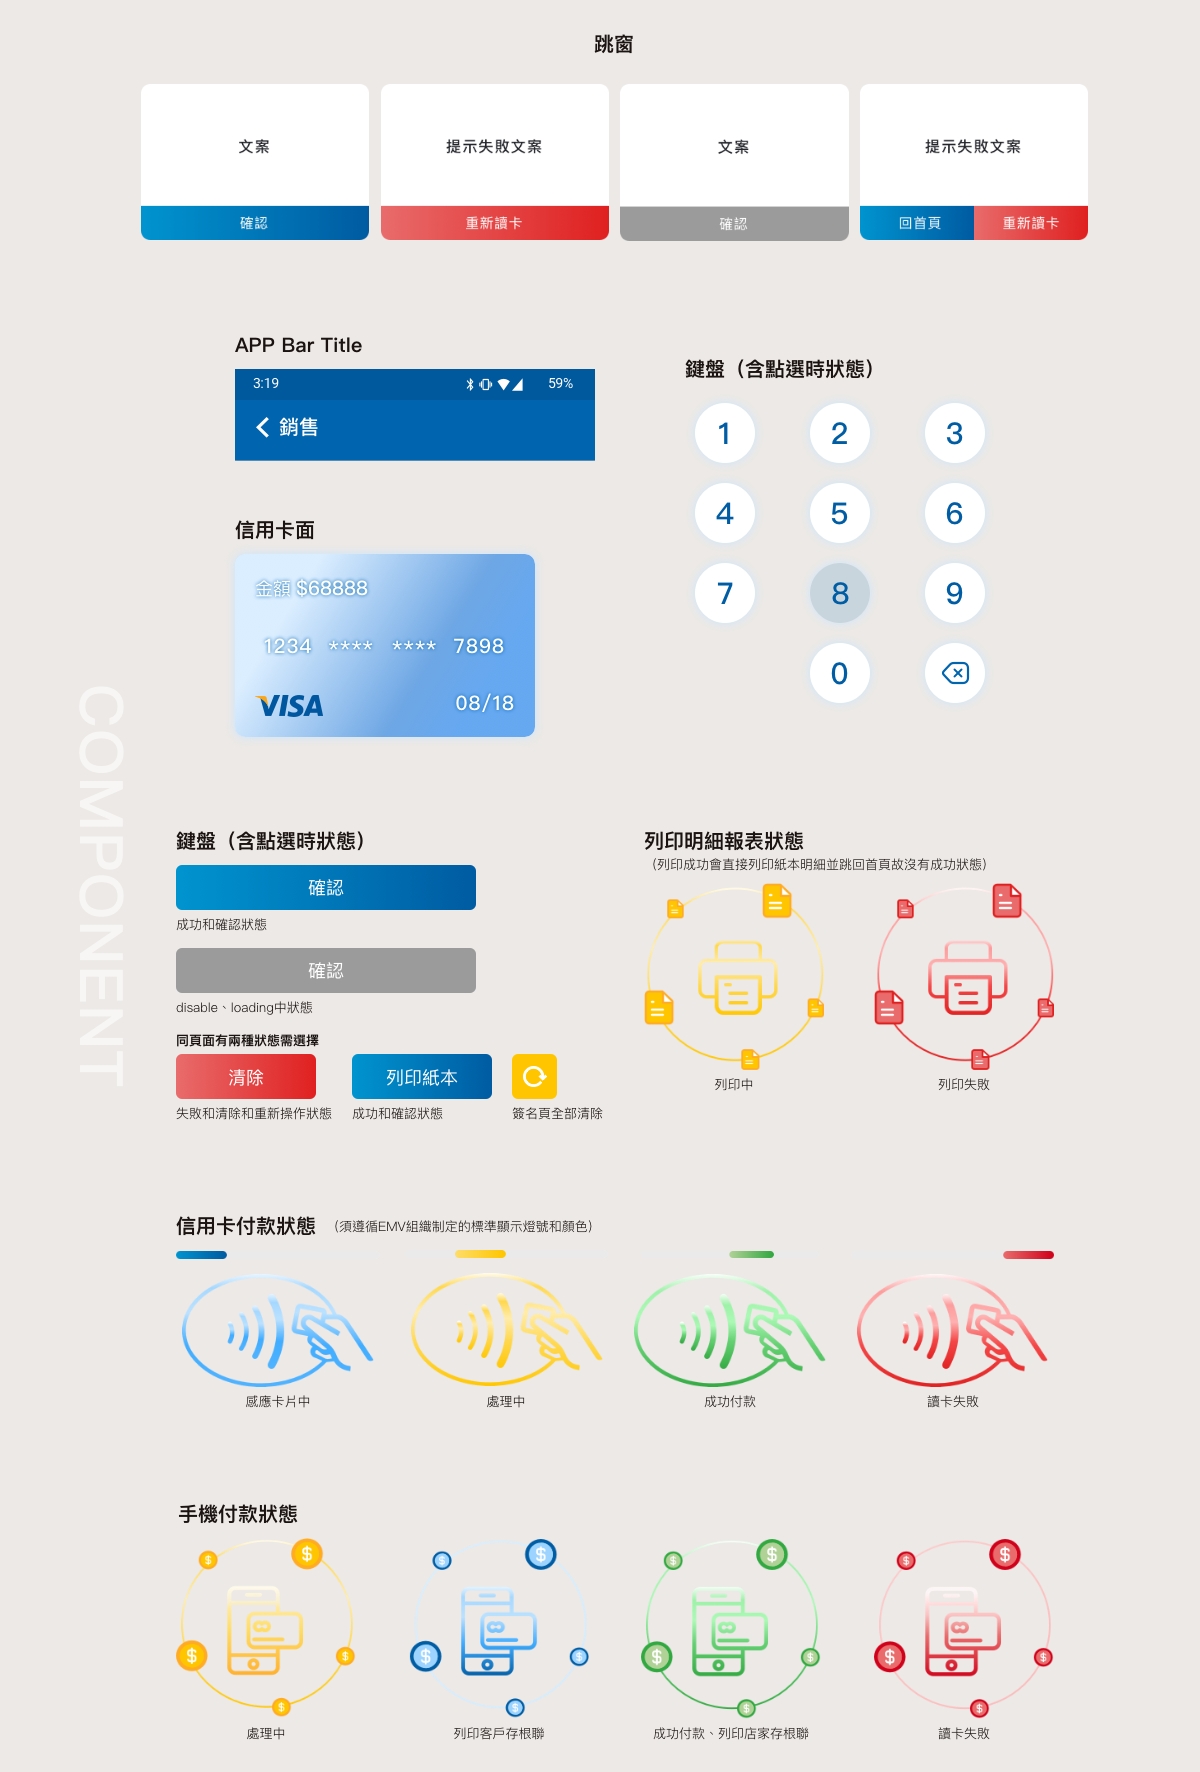 跳窗
文案
提示失敗文案
文案
提示失敗文案
確認
重新讀卡
確認
回首頁
重新讀卡
APP Bar Title
3:19
59%
銷售
鍵盤（含點選時狀態）
1 2 3
4 5 6
7 8 9
0
信用卡面
金額 $68888
1234 **** **** 7898
VISA
08/18
COMPONENT
鍵盤（含點選時狀態）
確認
成功和確認狀態
確認
disable、loading中狀態
同頁面有兩種狀態需選擇
清除
列印紙本
失敗和清除和重新操作狀態
成功和確認狀態
簽名頁全部清除
列印明細報表狀態
（列印成功會直接列印紙本明細並跳回首頁故沒有成功狀態）
列印中
列印失敗
信用卡付款狀態
（須遵循EMV組織制定的標準顯示燈號和顏色）
感應卡片中
處理中
成功付款
讀卡失敗
手機付款狀態
$ $ $ $ $
$ $ $ $ $
$ $ $ $ $
$ $ $ $ $
處理中
列印客戶存根聯
成功付款、列印店家存根聯
讀卡失敗